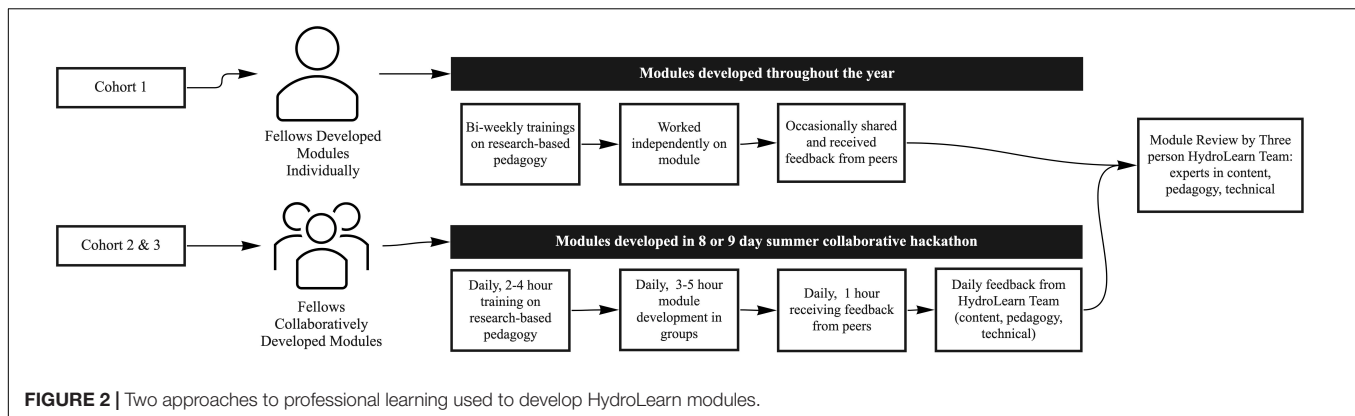 Cohort 1
Fellows Developed
Modules
Individually
Modules developed throughout the year
Bi-weekly trainings
on research-based
pedagogy
Worked
independently on
module
Occasionally shared
and received
feedback from peers
Module Review by Three
person HydroLearn Team:
experts in content,
pedagogy, technical
Cohort 2 & 3
Fellows
Collaboratively
Developed Modules
Modules developed in 8 or 9 day summer collaborative hackathon
Daily, 2-4 hour
training on
research-based
pedagogy
Daily, 3-5 hour
module
development in
groups
Daily, 1 hour
receiving feedback
from peers
Daily feedback from
HydroLearn Team
(content, pedagogy,
technical)
FIGURE 2 | Two approaches to professional learning used to develop HydroLearn modules.